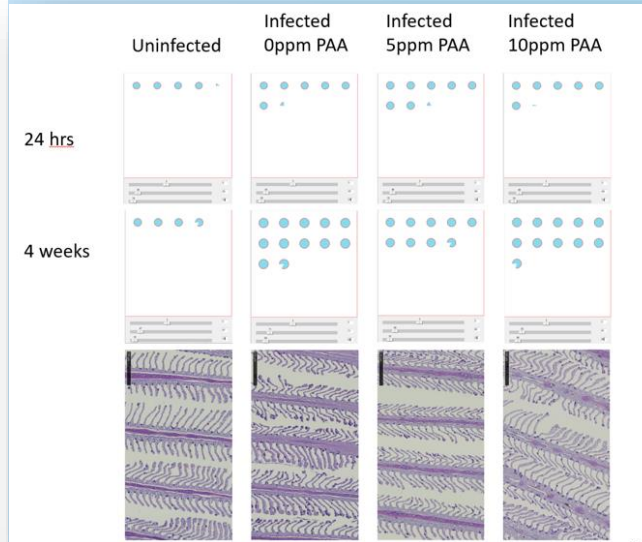 Uninfected
Infected
0ppm PAA
Infected
5ppm PAA
Infected
10ppm PAA
24 hrs
4 weeks